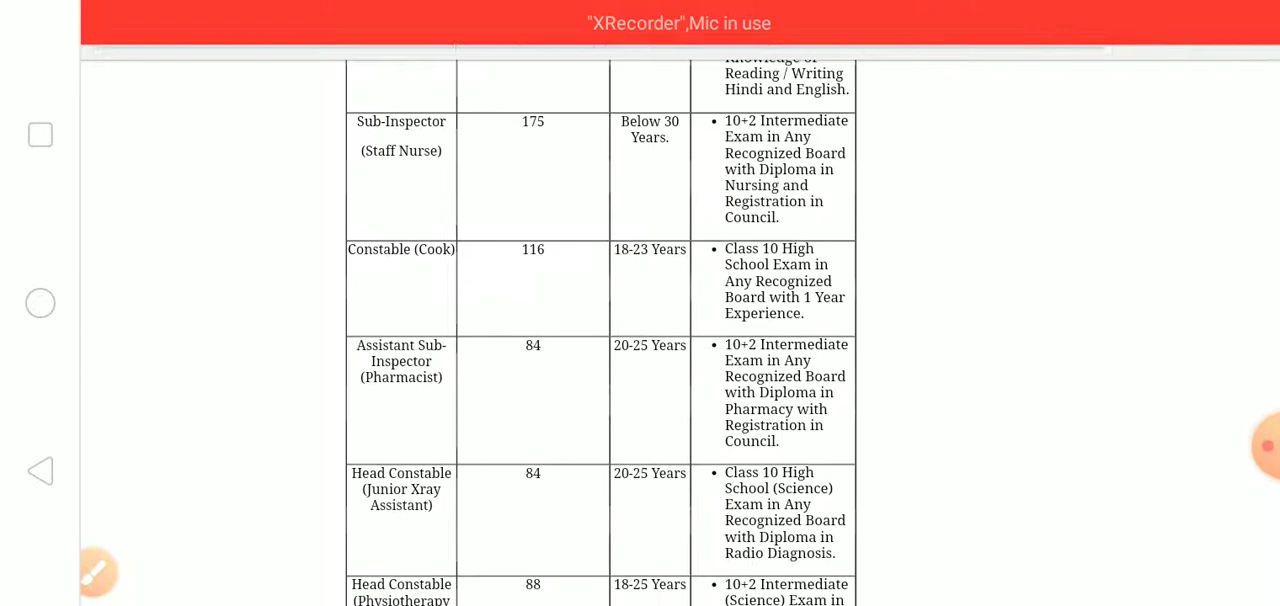 "XRecorder",Mic in use
Knowledge of
Reading / Writing
Hindi and English.
Sub-Inspector
(Staff Nurse)
175
Below 30
Years.
• 10+2 Intermediate
Exam in Any
Recognized Board
with Diploma in
Nursing and
Registration in
Council.
Constable (Cook)
116
18-23 Years
• Class 10 High
School Exam in
Any Recognized
Board with 1 Year
Experience.
Assistant Sub-
Inspector
(Pharmacist)
84
20-25 Years
• 10+2 Intermediate
Exam in Any
Recognized Board
with Diploma in
Pharmacy with
Registration in
Council.
Head Constable
(Junior Xray
Assistant)
84
20-25 Years
• Class 10 High
School (Science)
Exam in Any
Recognized Board
with Diploma in
Radio Diagnosis.
Head Constable
(Physiotherapy
88
18-25 Years
• 10+2 Intermediate
(Science) Exam in